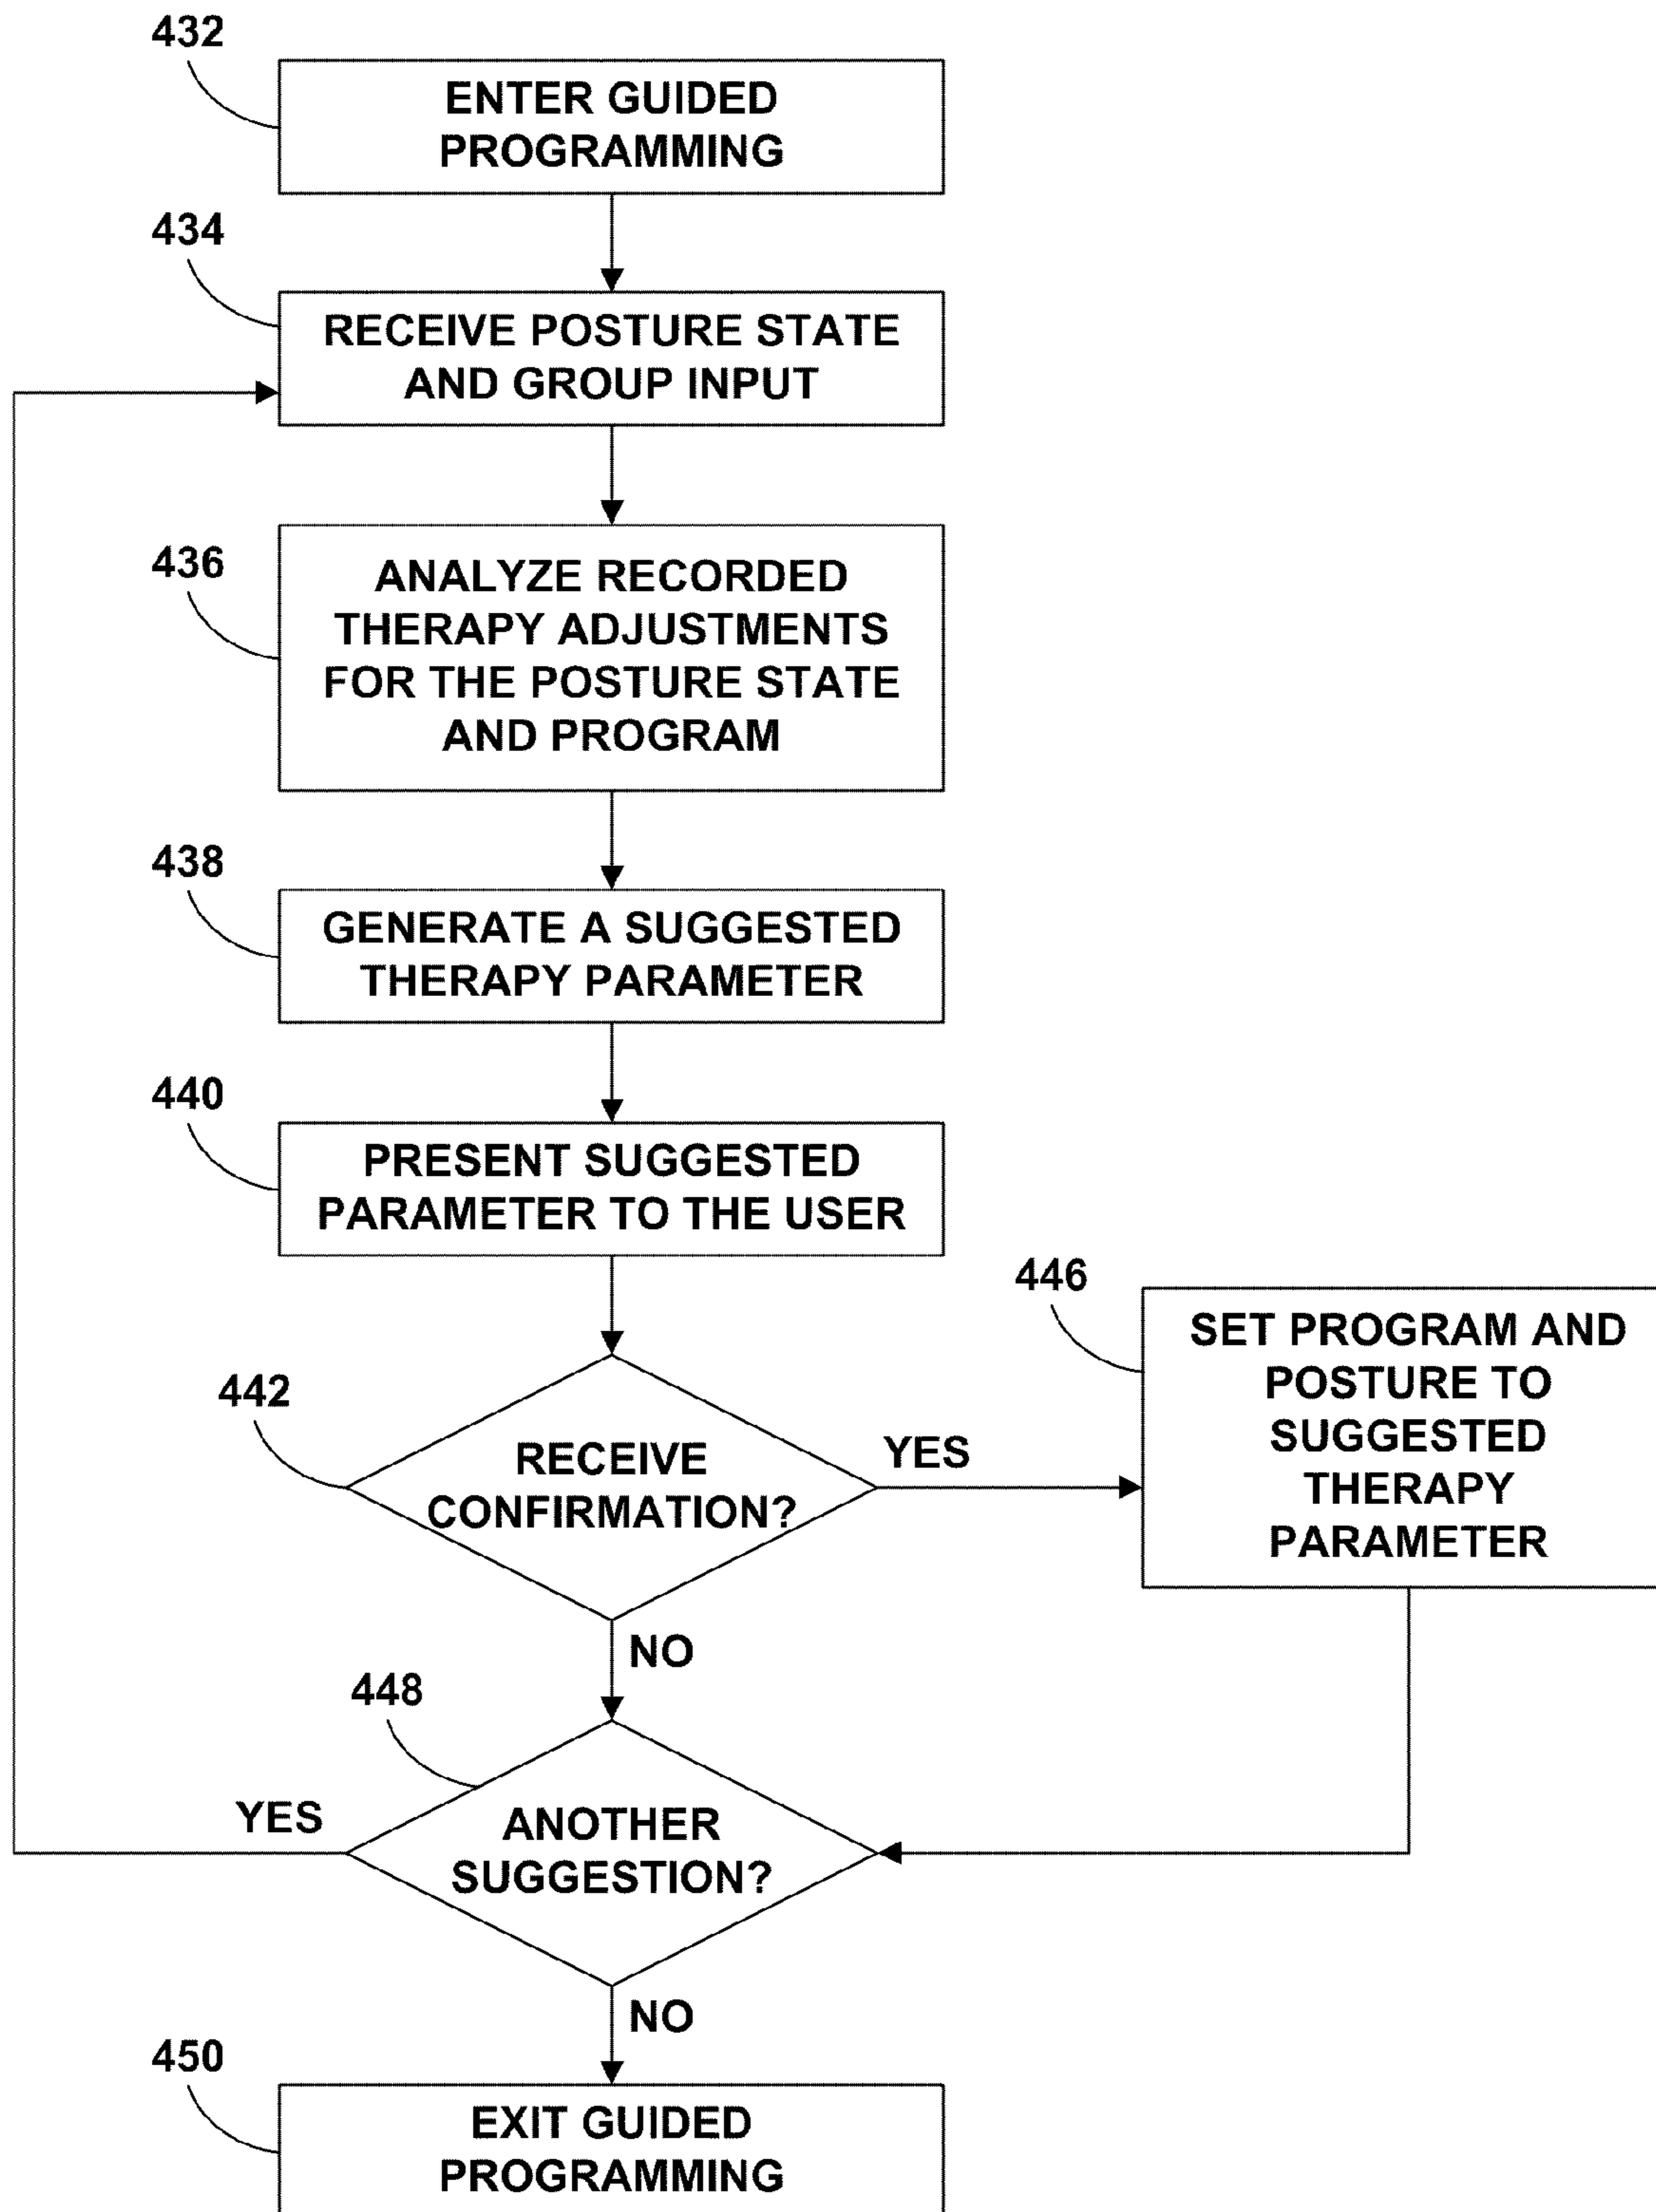 432
ENTER GUIDED
PROGRAMMING
434
RECEIVE POSTURE STATE
AND GROUP INPUT
436
ANALYZE RECORDED
THERAPY ADJUSTMENTS
FOR THE POSTURE STATE
AND PROGRAM
438
GENERATE A SUGGESTED
THERAPY PARAMETER
440
PRESENT SUGGESTED
PARAMETER TO THE USER
442
RECEIVE
CONFIRMATION?
YES
446
SET PROGRAM AND
POSTURE TO
SUGGESTED
THERAPY
PARAMETER
NO
448
ANOTHER
SUGGESTION?
YES
NO
450
EXIT GUIDED
PROGRAMMING